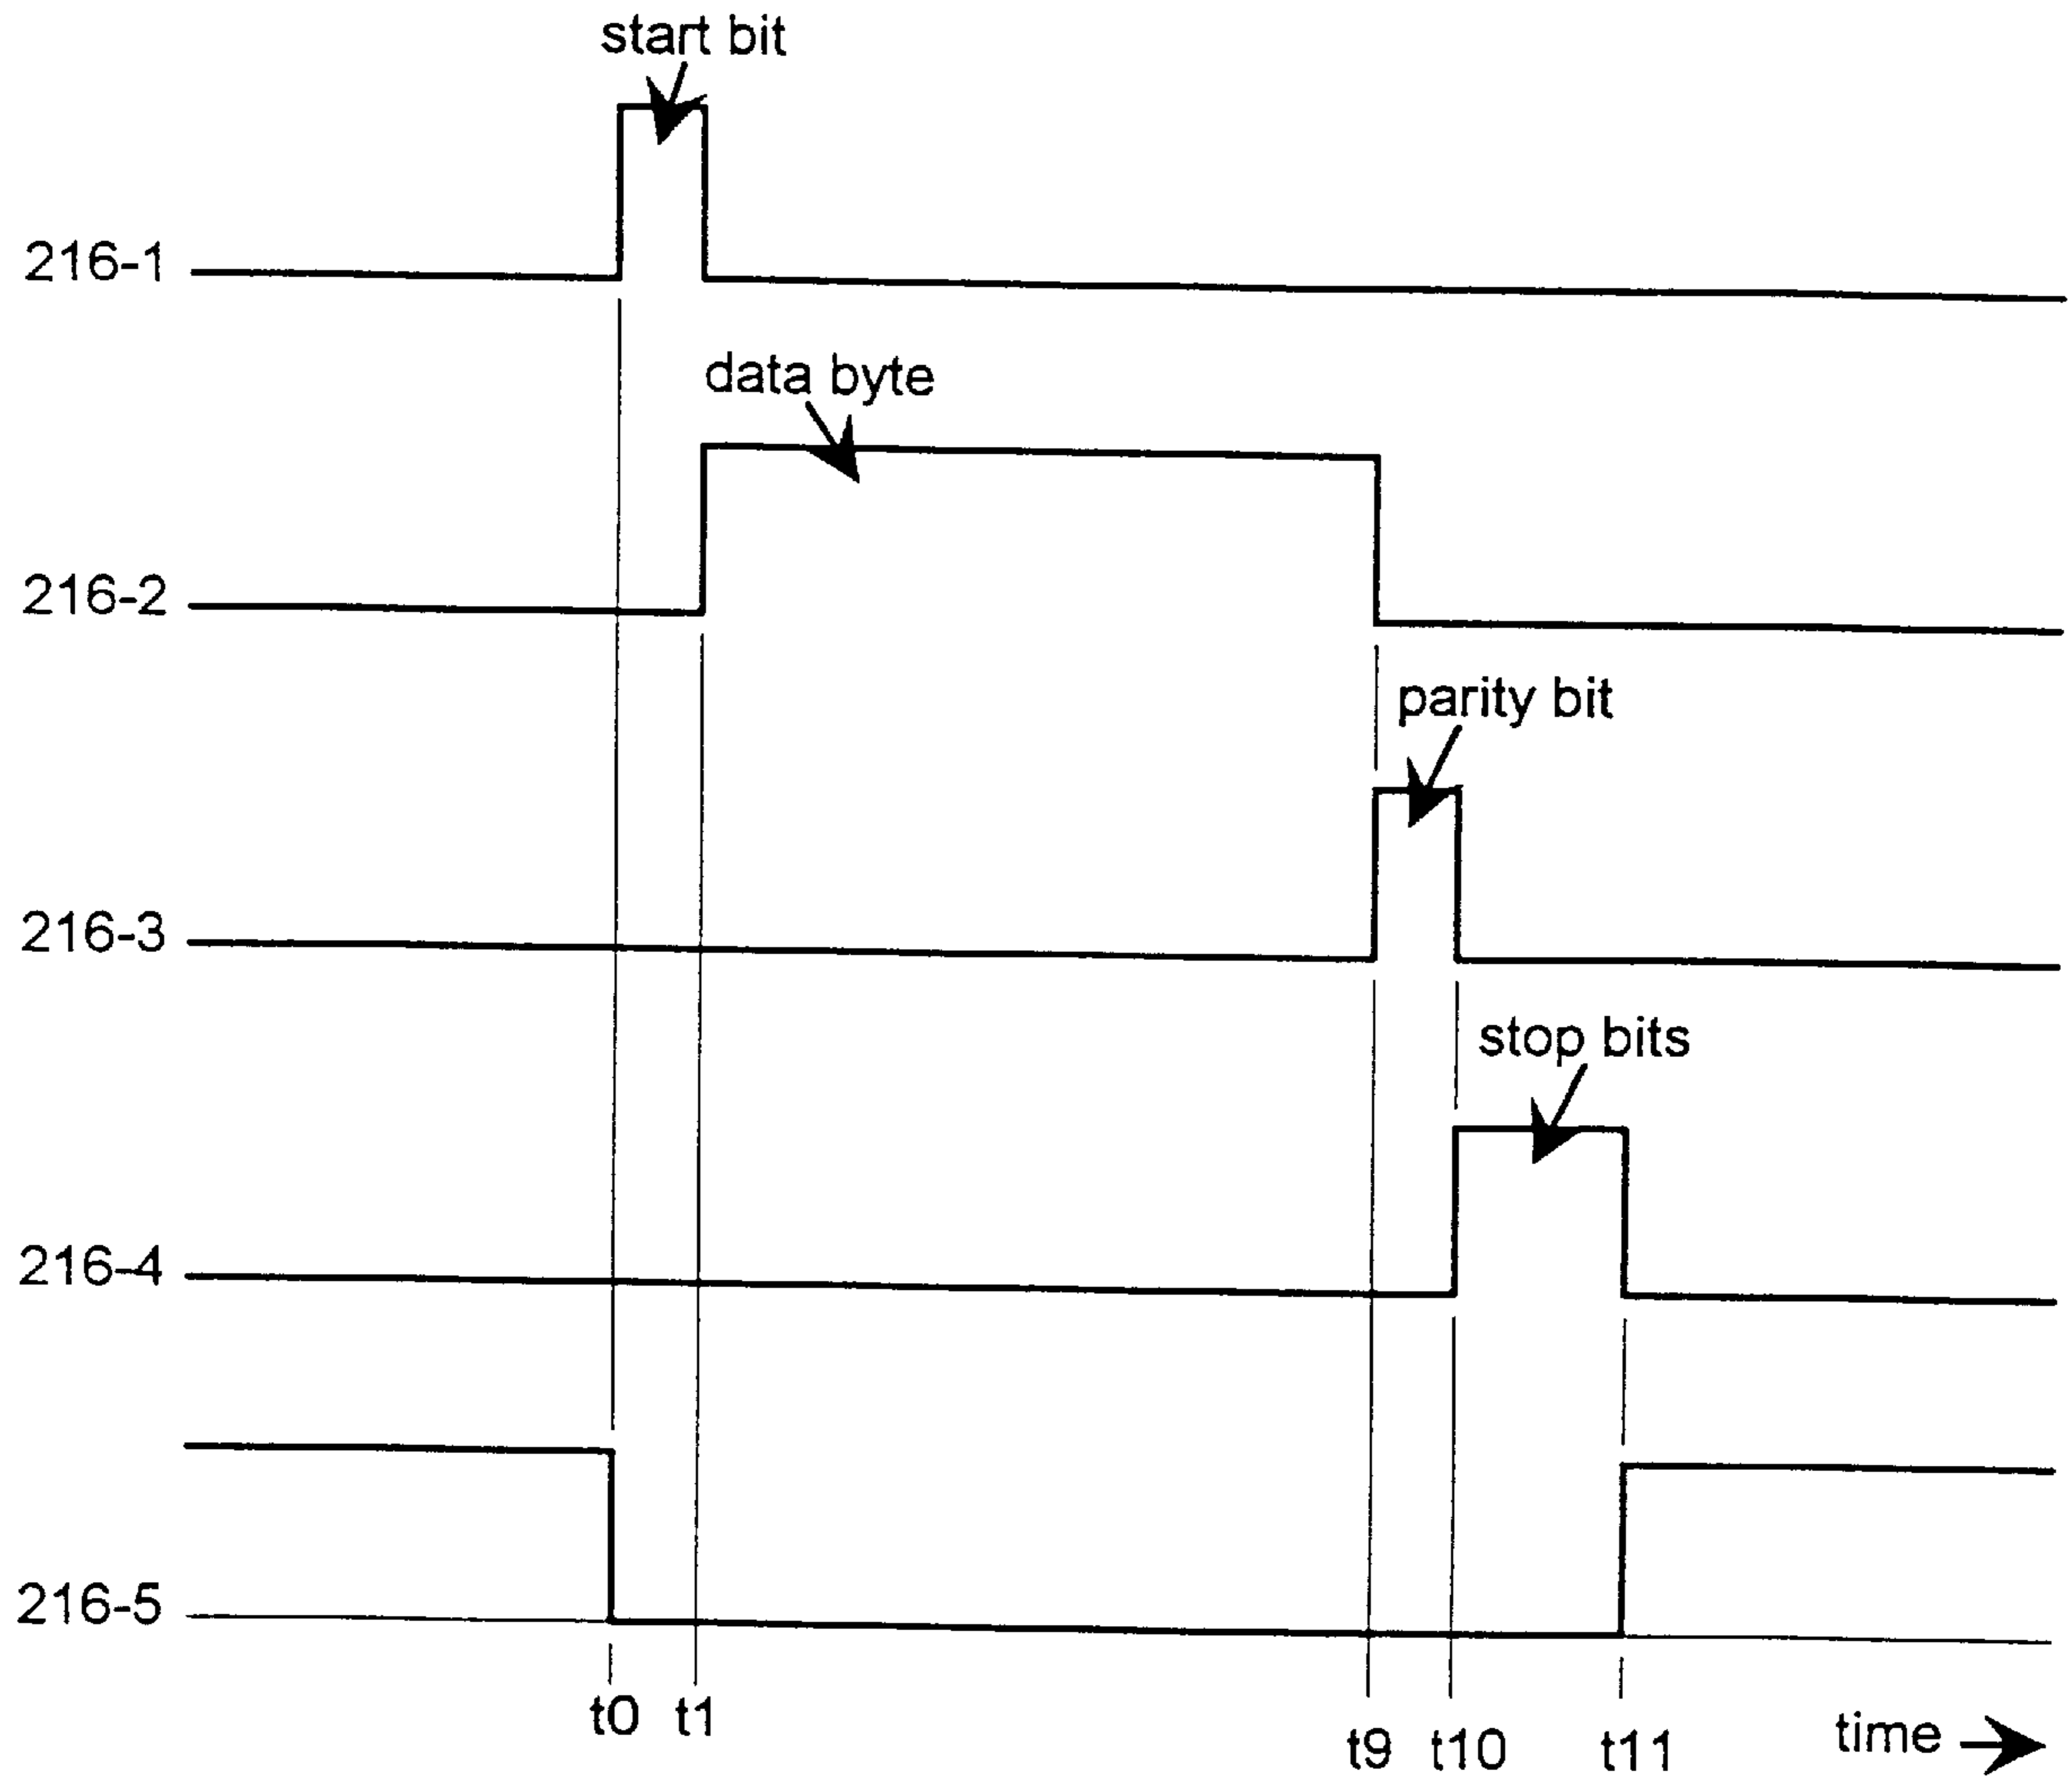 start bit
216-1
data byte
216-2
parity bit
216-3
stop bits
216-4
216-5
t0 t1 t9 t10 t11 time